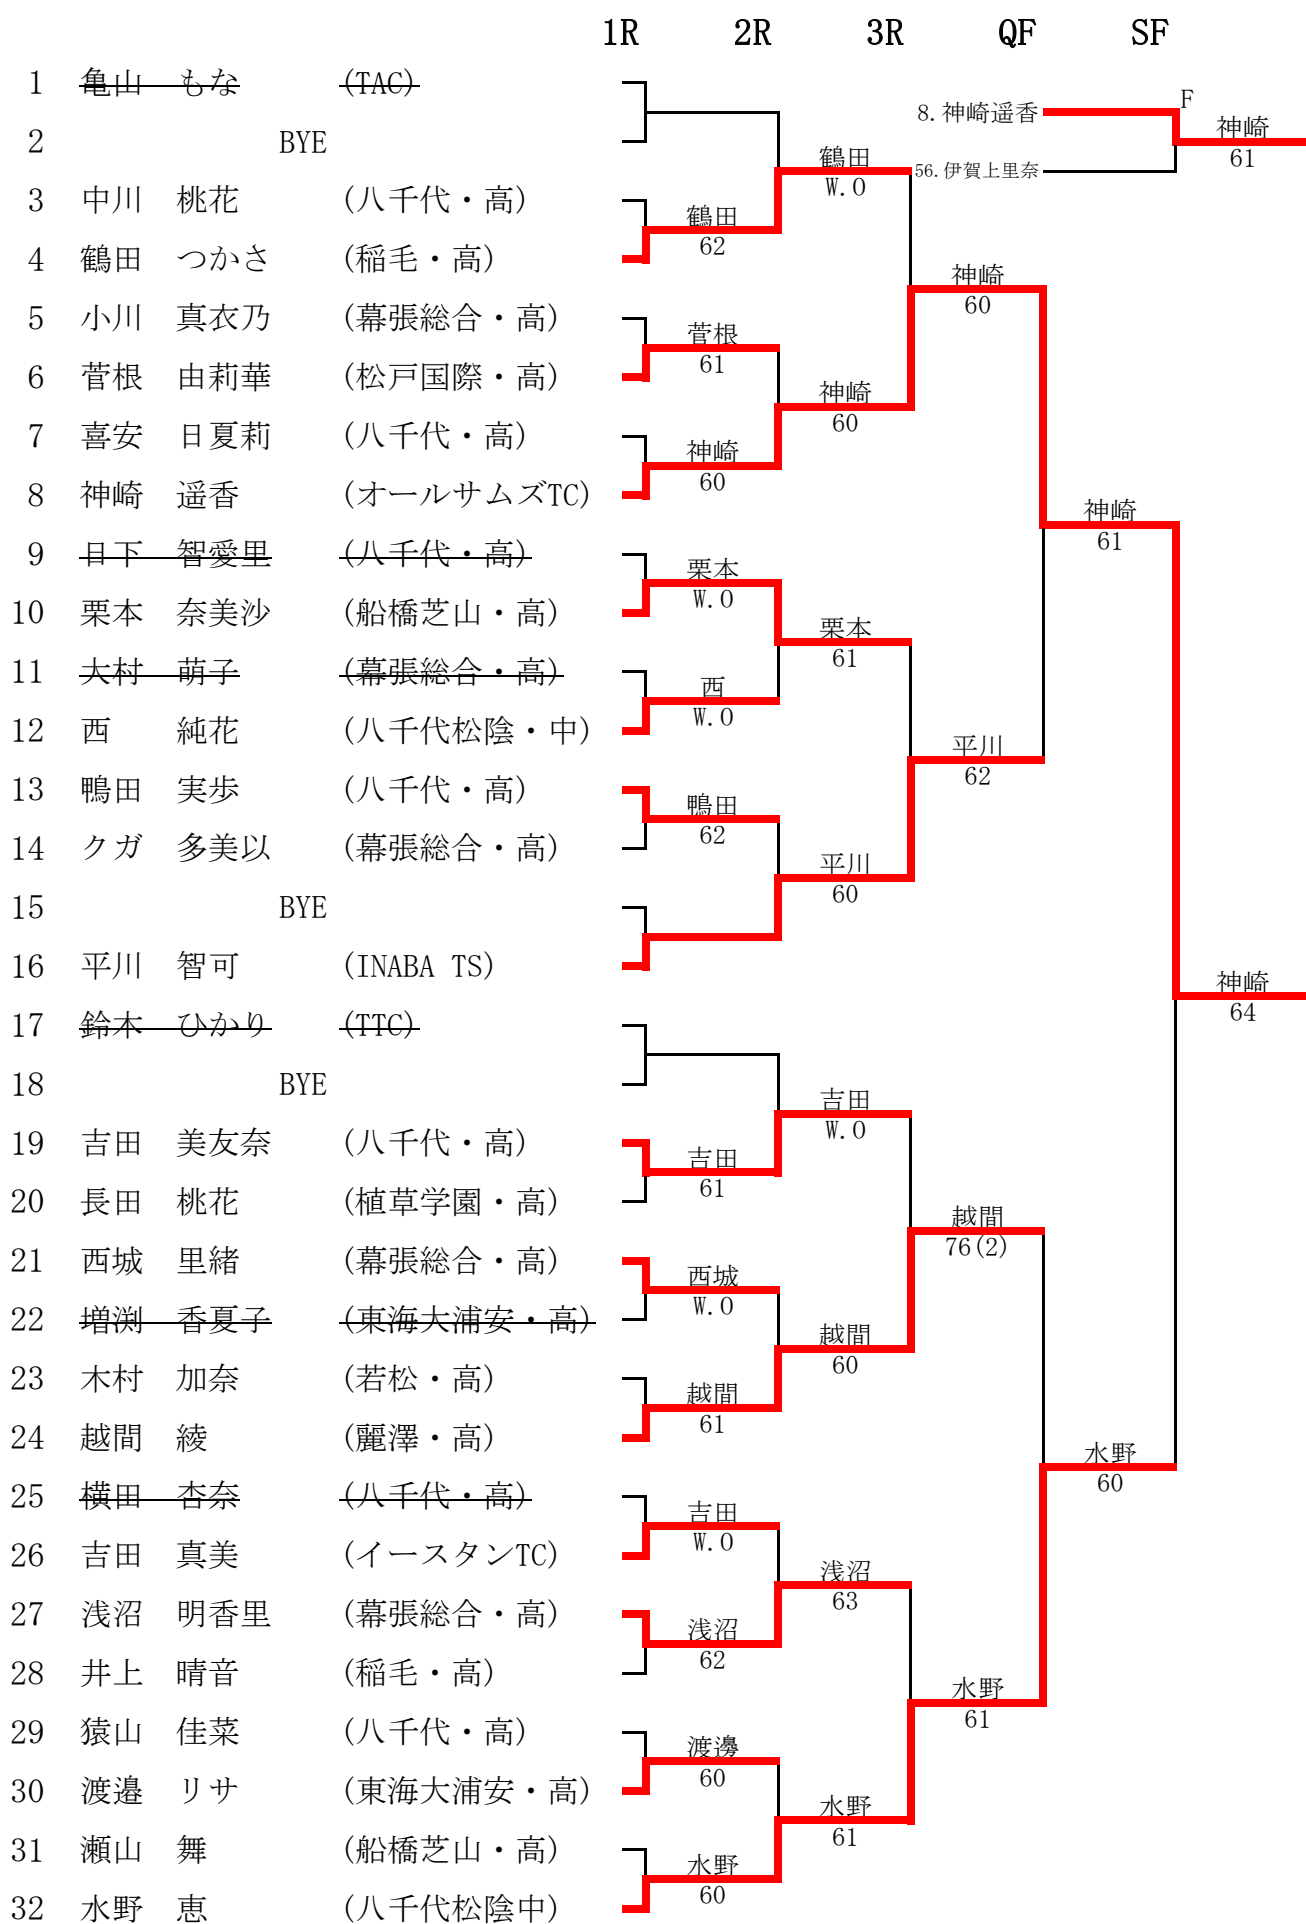 1R 2R 3R QF SF
1 亀山 もな (TAC)
2 BYE
3 中川 桃花 (八千代・高)
4 鶴田 つかさ (稲毛・高)
5 小川 真衣乃 (幕張総合・高)
6 菅根 由莉華 (松戸国際・高)
7 喜安 日夏莉 (八千代・高)
8 神崎 遥香 (オールサムズTC)
9 日下 智愛里 (八千代・高)
10 栗本 奈美沙 (船橋芝山・高)
11 大村 萌子 (幕張総合・高)
12 西 純花 (八千代松陰・中)
13 鴨田 実歩 (八千代・高)
14 クガ 多美以 (幕張総合・高)
15 BYE
16 平川 智可 (INABA TS)
17 鈴木 ひかり (TTC)
18 BYE
19 吉田 美友奈 (八千代・高)
20 長田 桃花 (植草学園・高)
21 西城 里緒 (幕張総合・高)
22 増渕 香夏子 (東海大浦安・高)
23 木村 加奈 (若松・高)
24 越間 綾 (麗澤・高)
25 横田 杏奈 (八千代・高)
26 吉田 真美 (イースタンTC)
27 浅沼 明香里 (幕張総合・高)
28 井上 晴音 (稲毛・高)
29 猿山 佳菜 (八千代・高)
30 渡邉 リサ (東海大浦安・高)
31 瀬山 舞 (船橋芝山・高)
32 水野 恵 (八千代松陰中)
鶴田
62
菅根
61
神崎
60
栗本
W.O
西
W.O
鴨田
62
吉田
61
西城
W.O
越間
61
吉田
W.O
浅沼
62
渡邊
60
水野
60
鶴田
W.O
神崎
60
栗本
61
平川
60
吉田
W.O
越間
60
浅沼
63
水野
61
神崎
60
平川
62
越間
76(2)
水野
61
神崎
61
水野
60
神崎
64
8.神崎遥香
56.伊賀上里奈
F
神崎
61